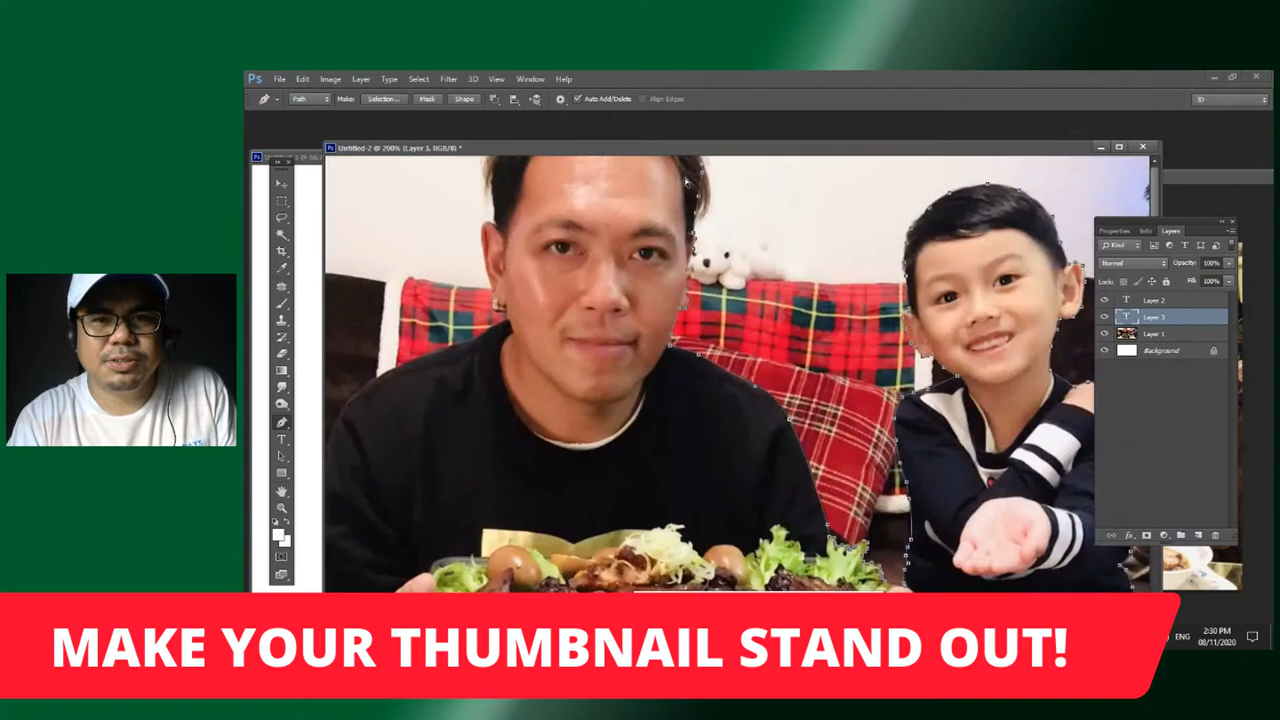 Ps File Edit Image Layer Type Select Filter 3D View Window Help
Path Make: Selection... Mask Shape Auto Add/Delete Align Edges 3D
Untitled-2 @ 200% (Layer 3, RGB/8) *
Properties Info Layers
Kind
Normal Opacity: 100%
Lock: Fill: 100%
T Layer 2
T Layer 3
Layer 1
Background
fx
ENG 2:30 PM
08/11/2020
MAKE YOUR THUMBNAIL STAND OUT!